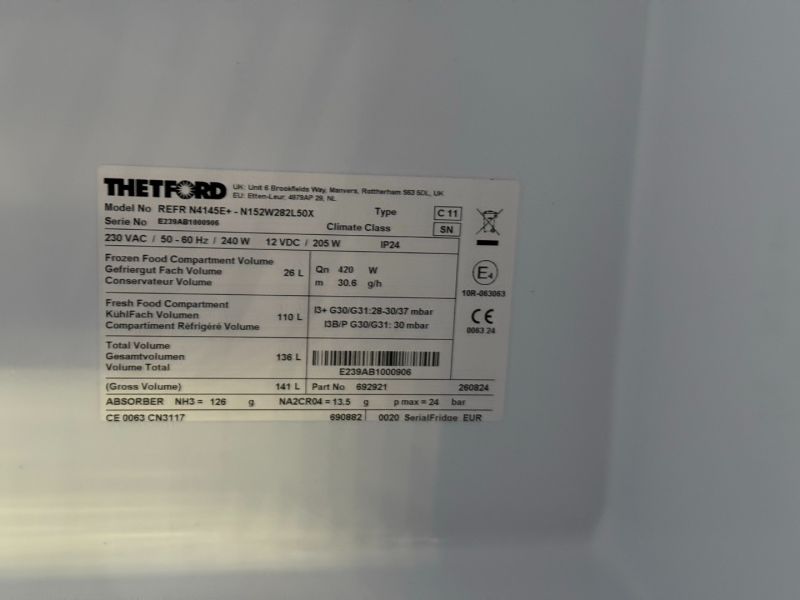 THETFORD
UK: Unit 6 Brookfields Way, Manvers, Rottherham S63 5DL, UK
EU: Etten-Leur, 4879AP 29, NL
Model No REFR N4145E+ - N152W282L50X Type C 11
Serie No E239AB1000906 Climate Class SN
230 VAC / 50 - 60 Hz / 240 W 12 VDC / 205 W IP24
Frozen Food Compartment Volume
Gefriergut Fach Volume 26 L
Conservateur Volume
Qn 420 W
m 30.6 g/h
E4
10R-063063
Fresh Food Compartment
KühlFach Volumen 110 L
Compartiment Réfrigéré Volume
I3+ G30/G31:28-30/37 mbar
I3B/P G30/G31: 30 mbar
CE
0063 24
Total Volume
Gesamtvolumen 136 L
Volume Total
E239AB1000906
(Gross Volume) 141 L Part No 692921 260824
ABSORBER NH3 = 126 g NA2CR04 = 13.5 g p max = 24 bar
CE 0063 CN3117 690882 0020 SerialFridge EUR